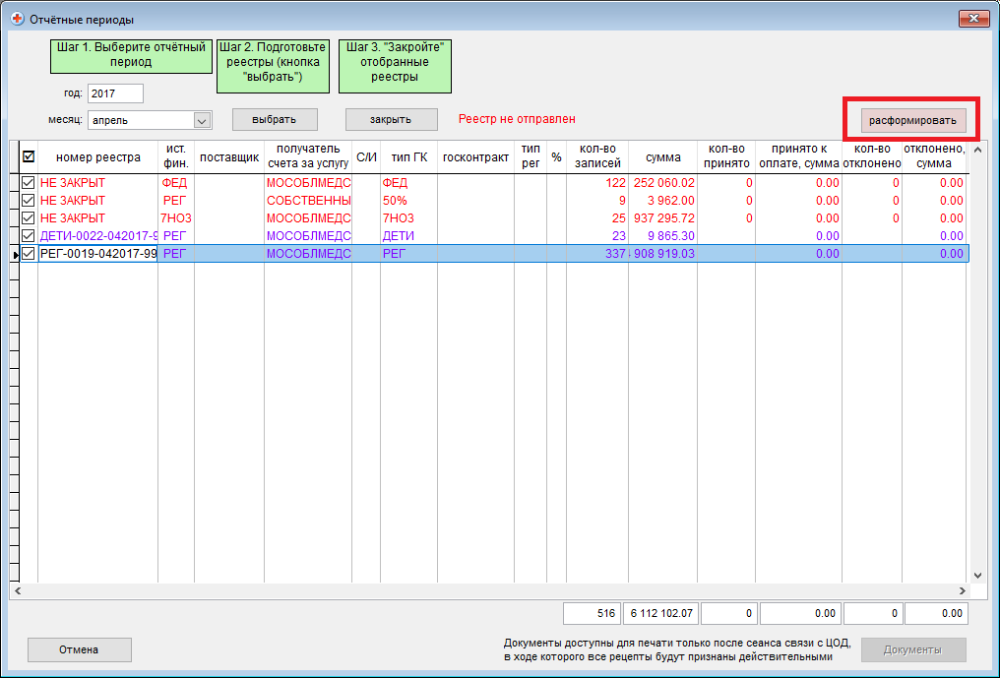 Отчётные периоды
Шаг 1. Выберите отчётный
период
Шаг 2. Подготовьте
реестры (кнопка
"выбрать")
Шаг 3. "Закройте"
отобранные
реестры
год: 2017
месяц: апрель выбрать закрыть Реестр не отправлен расформировать
номер реестра ист. фин. поставщик получатель счета за услугу С/И тип ГК госконтракт тип рег % кол-во записей сумма кол-во принято принято к оплате, сумма кол-во отклонено отклонено, сумма
НЕ ЗАКРЫТ ФЕД МОСОБЛМЕДС ФЕД 122 252 060.02 0 0.00 0 0.00
НЕ ЗАКРЫТ РЕГ СОБСТВЕННЫ 50% 9 3 962.00 0 0.00 0 0.00
НЕ ЗАКРЫТ 7НОЗ МОСОБЛМЕДС 7НОЗ 25 937 295.72 0 0.00 0 0.00
ДЕТИ-0022-042017-9 РЕГ МОСОБЛМЕДС ДЕТИ 23 9 865.30 0.00 0.00
РЕГ-0019-042017-99 РЕГ МОСОБЛМЕДС РЕГ 337 908 919.03 0.00 0.00
516 6 112 102.07 0 0.00 0 0.00
Отмена
Документы доступны для печати только после сеанса связи с ЦОД,
в ходе которого все рецепты будут признаны действительными
Документы